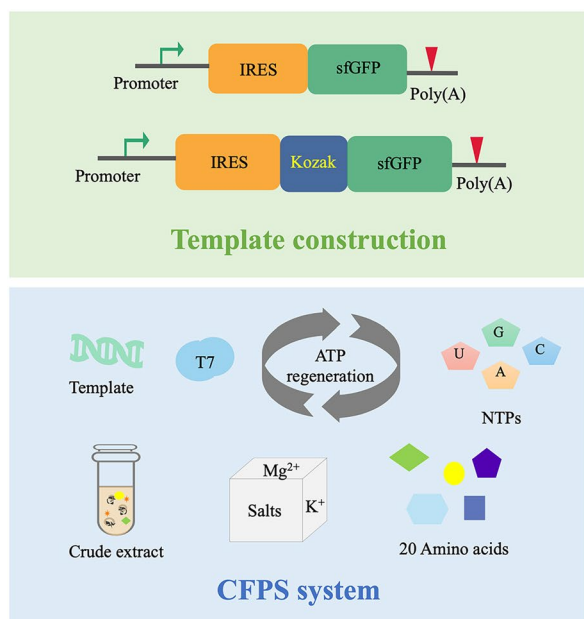 IRES
sfGFP
Promoter
Poly(A)
IRES
Kozak
sfGFP
Promoter
Poly(A)
Template construction
Template
T7
ATP
regeneration
G
U
C
A
NTPs
Crude extract
Mg²⁺
Salts
K⁺
20 Amino acids
CFPS system